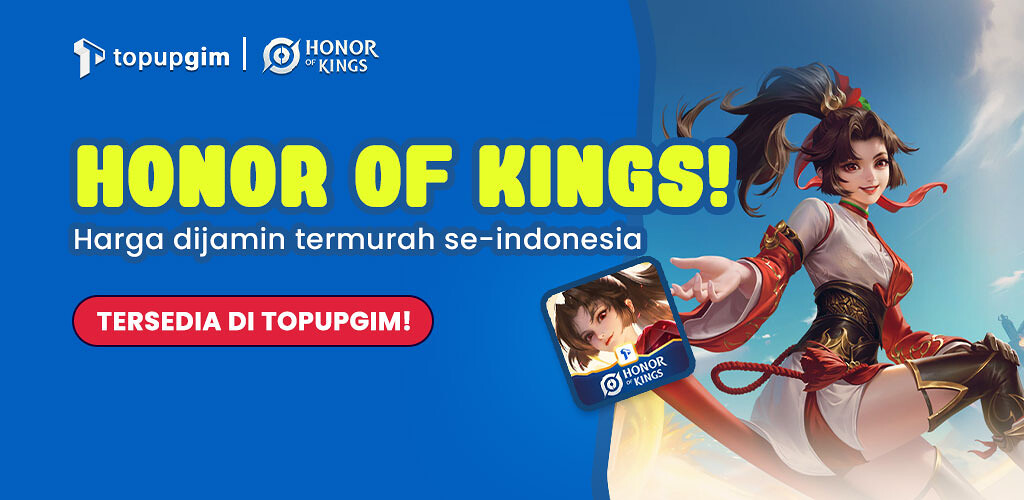 topupgim | HONOR OF KINGS
HONOR OF KINGS!
Harga dijamin termurah se-indonesia
TERSEDIA DI TOPUPGIM!
HONOR OF KINGS